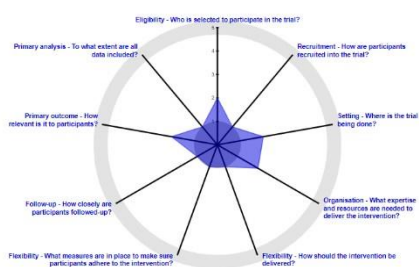 Eligibility - Who is selected to participate in the trial?
Primary analysis - To what extent are all
data included?
Recruitment - How are participants
recruited into the trial?
Primary outcome - How
relevant is it to participants?
Setting - Where is the trial
being done?
Follow-up - How closely are
participants followed-up?
Organisation - What expertise
and resources are needed to
deliver the intervention?
Flexibility - What measures are in place to make sure
participants adhere to the intervention?
Flexibility - How should the intervention be
delivered?